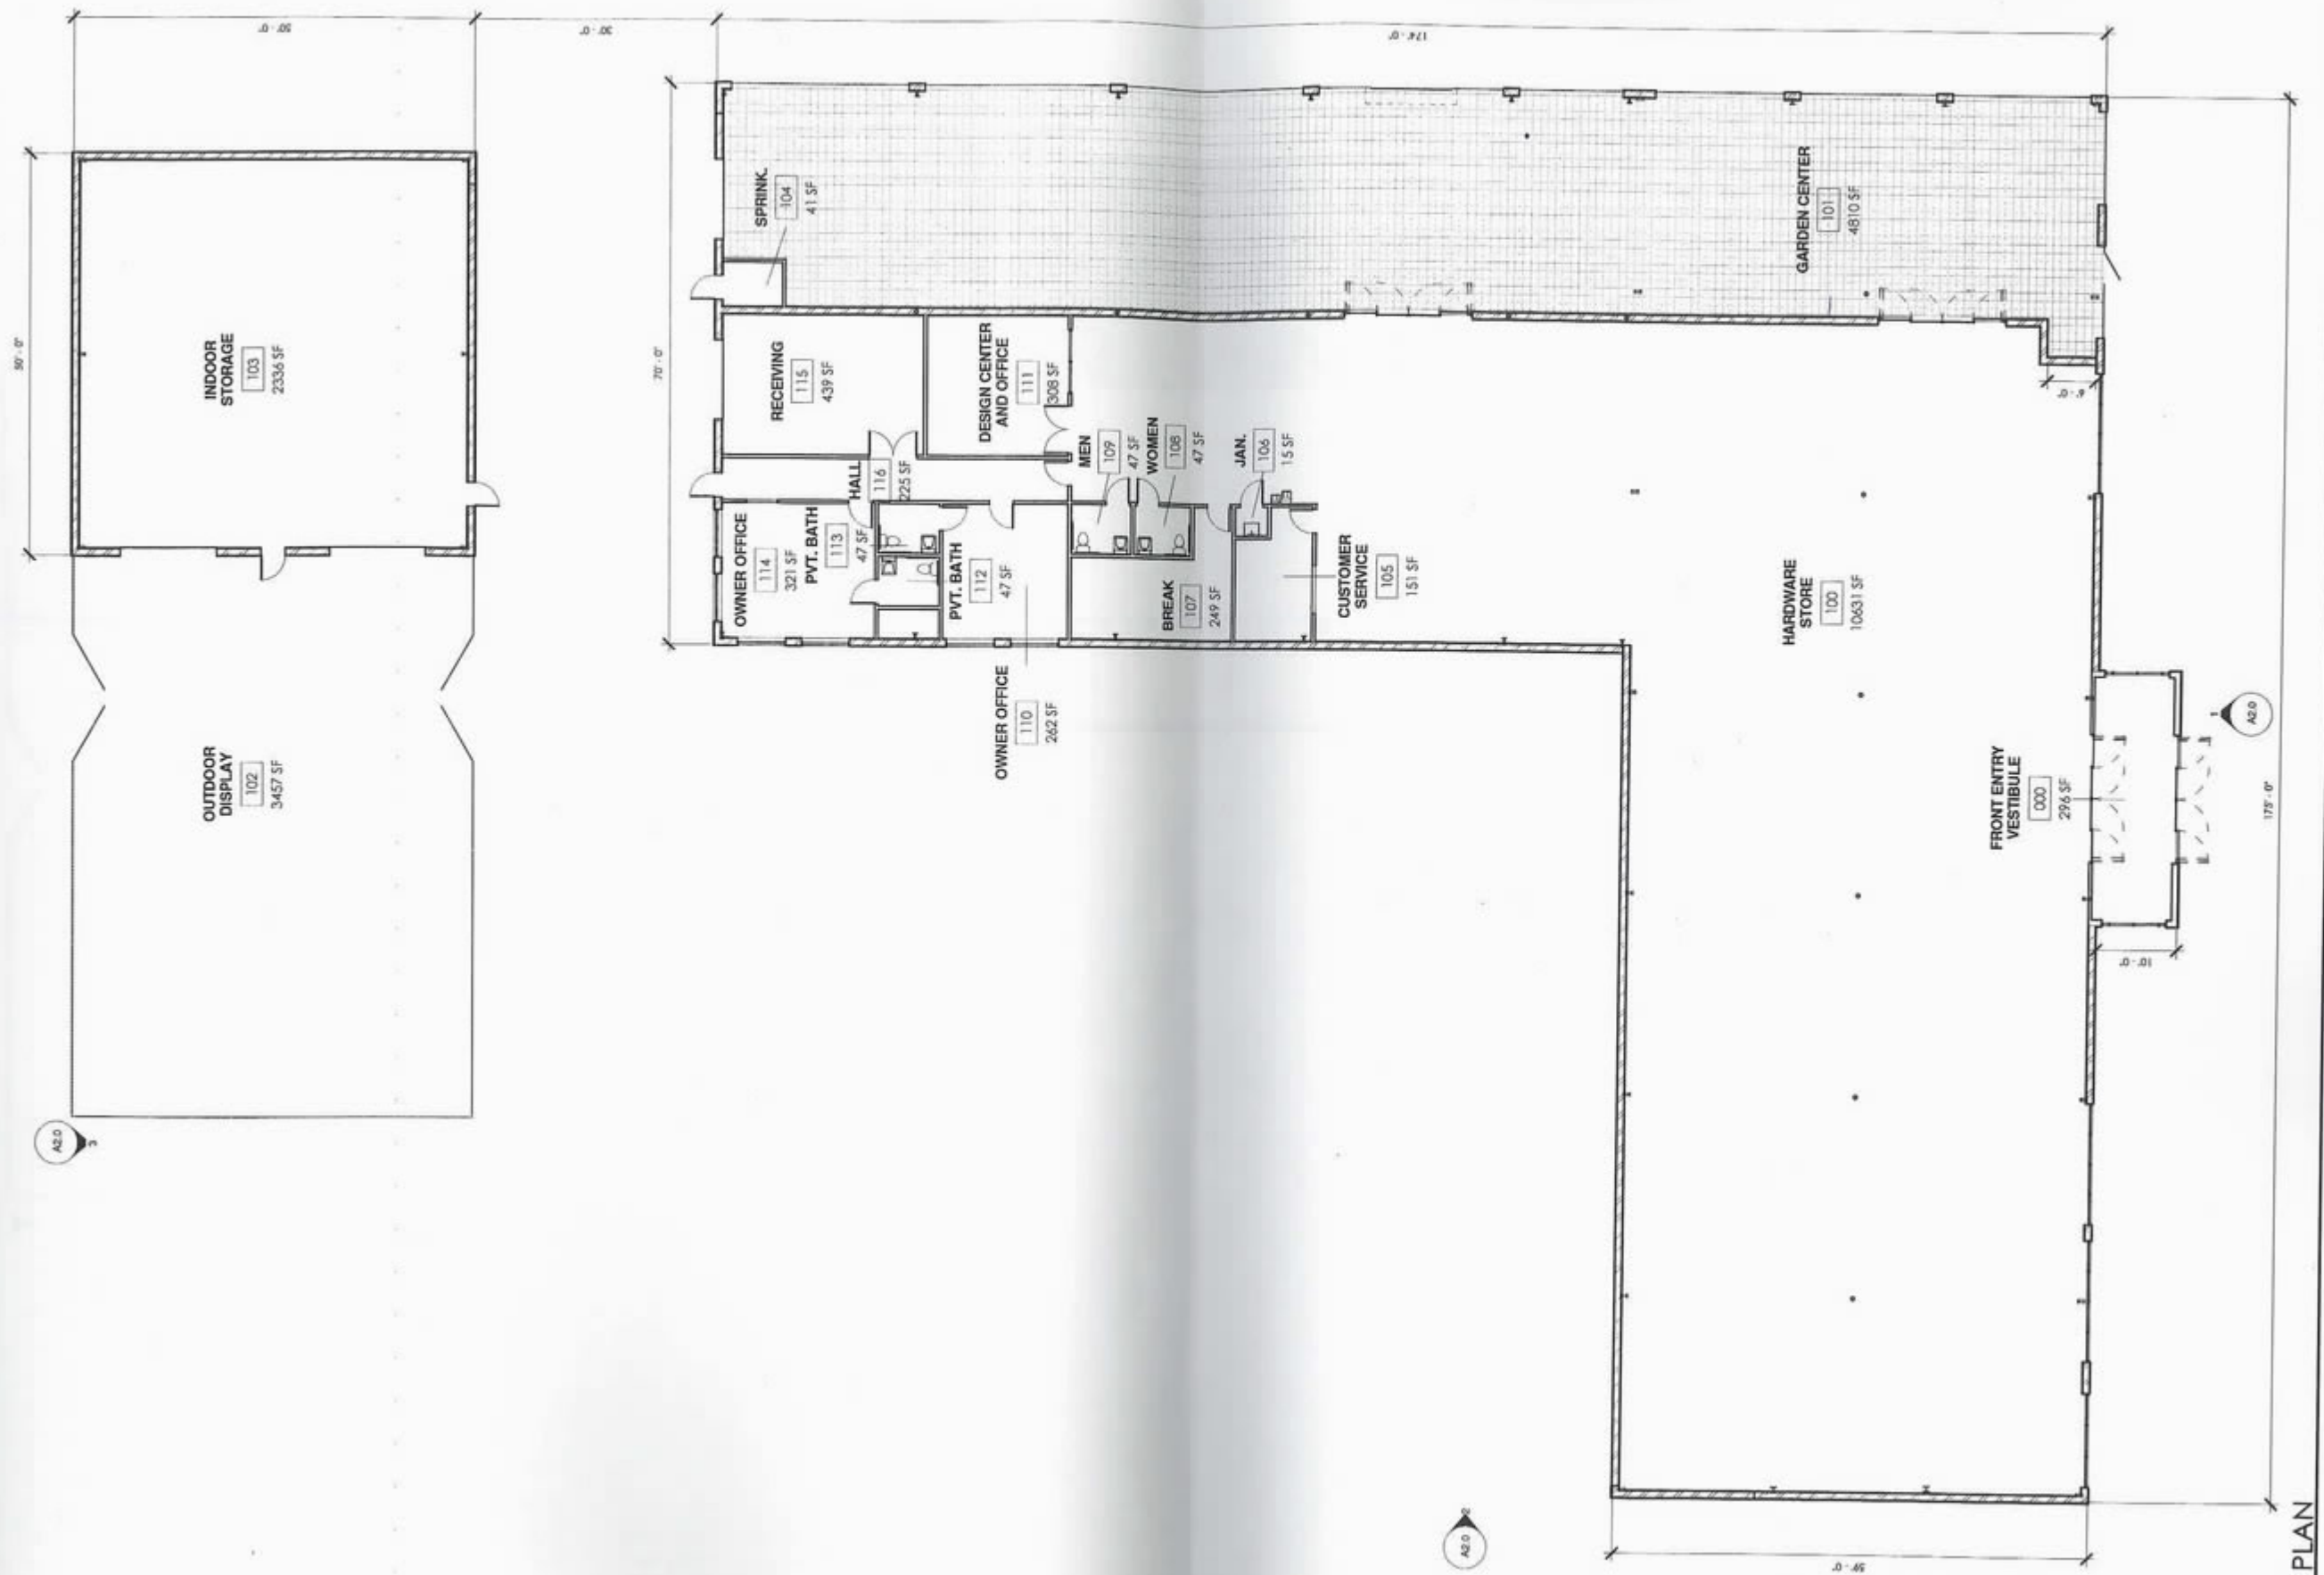 50' - 0"
30' - 0"
174' - 0"
50' - 0"
70' - 0"
INDOOR
STORAGE
103
2336 SF
OUTDOOR
DISPLAY
102
3457 SF
A2.0
3
SPRINK.
104
41 SF
RECEIVING
115
439 SF
DESIGN CENTER
AND OFFICE
111
308 SF
HALL
116
225 SF
OWNER OFFICE
114
321 SF
PVT. BATH
113
47 SF
PVT. BATH
112
47 SF
OWNER OFFICE
110
262 SF
MEN
109
47 SF
WOMEN
108
47 SF
JAN.
106
15 SF
BREAK
107
249 SF
CUSTOMER
SERVICE
105
151 SF
GARDEN CENTER
101
4810 SF
6' - 0"
HARDWARE
STORE
100
10631 SF
FRONT ENTRY
VESTIBULE
000
296 SF
10' - 0"
1
A2.0
175' - 0"
A2.0
2
59' - 0"
PLAN